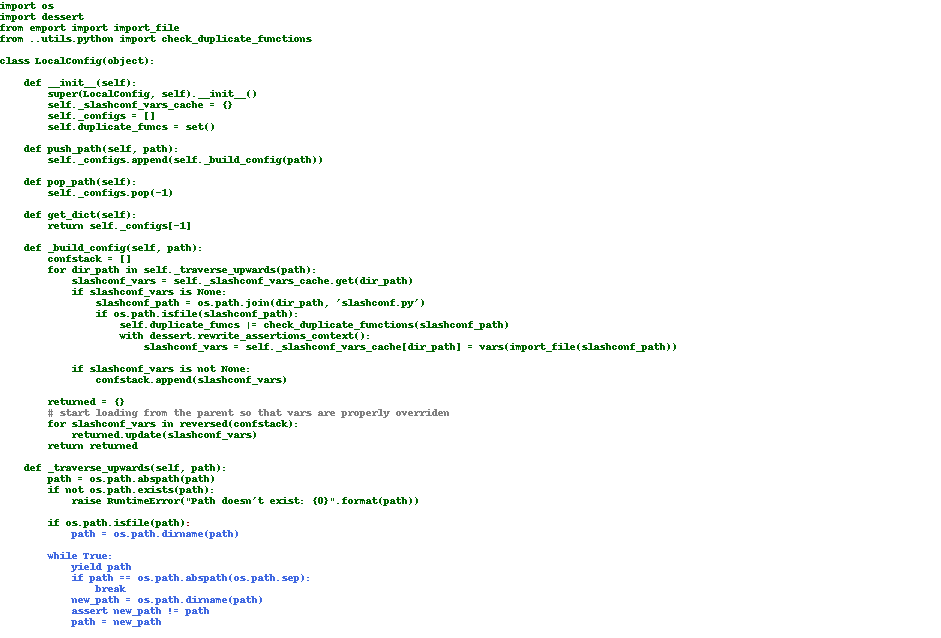 import os
import dessert
from emport import import_file
from ..utils.python import check_duplicate_functions

class LocalConfig(object):

    def __init__(self):
        super(LocalConfig, self).__init__()
        self._slashconf_vars_cache = {}
        self._configs = []
        self.duplicate_funcs = set()

    def push_path(self, path):
        self._configs.append(self._build_config(path))

    def pop_path(self):
        self._configs.pop(-1)

    def get_dict(self):
        return self._configs[-1]

    def _build_config(self, path):
        confstack = []
        for dir_path in self._traverse_upwards(path):
            slashconf_vars = self._slashconf_vars_cache.get(dir_path)
            if slashconf_vars is None:
                slashconf_path = os.path.join(dir_path, 'slashconf.py')
                if os.path.isfile(slashconf_path):
                    self.duplicate_funcs |= check_duplicate_functions(slashconf_path)
                    with dessert.rewrite_assertions_context():
                        slashconf_vars = self._slashconf_vars_cache[dir_path] = vars(import_file(slashconf_path))

            if slashconf_vars is not None:
                confstack.append(slashconf_vars)

        returned = {}
        # start loading from the parent so that vars are properly overriden
        for slashconf_vars in reversed(confstack):
            returned.update(slashconf_vars)
        return returned

    def _traverse_upwards(self, path):
        path = os.path.abspath(path)
        if not os.path.exists(path):
            raise RuntimeError("Path doesn't exist: {0}".format(path))

        if os.path.isfile(path):
            path = os.path.dirname(path)

        while True:
            yield path
            if path == os.path.abspath(os.path.sep):
                break
            new_path = os.path.dirname(path)
            assert new_path != path
            path = new_path